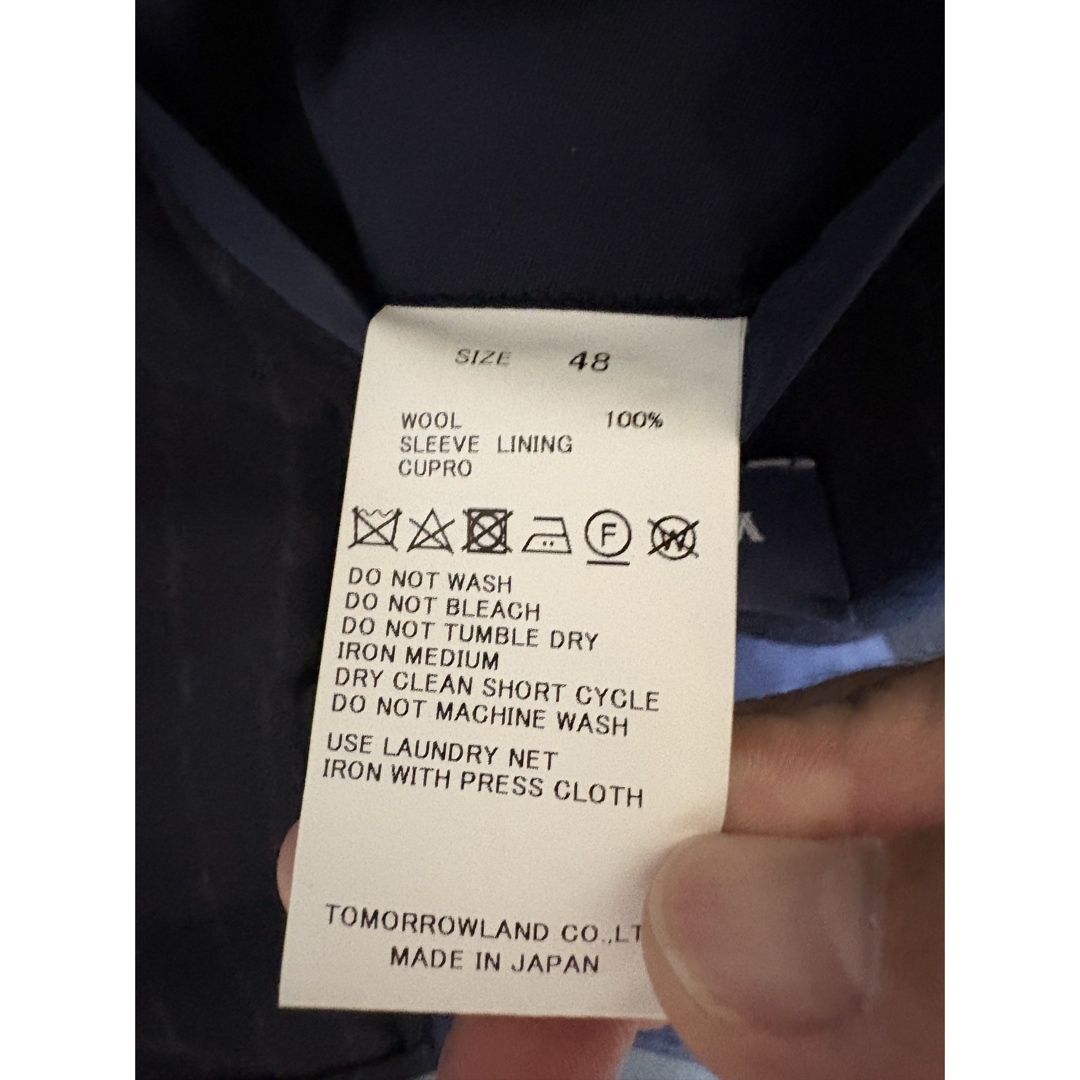 SIZE 48
WOOL 100%
SLEEVE LINING
CUPRO
F
W
DO NOT WASH
DO NOT BLEACH
DO NOT TUMBLE DRY
IRON MEDIUM
DRY CLEAN SHORT CYCLE
DO NOT MACHINE WASH
USE LAUNDRY NET
IRON WITH PRESS CLOTH
TOMORROWLAND CO.,LT
MADE IN JAPAN